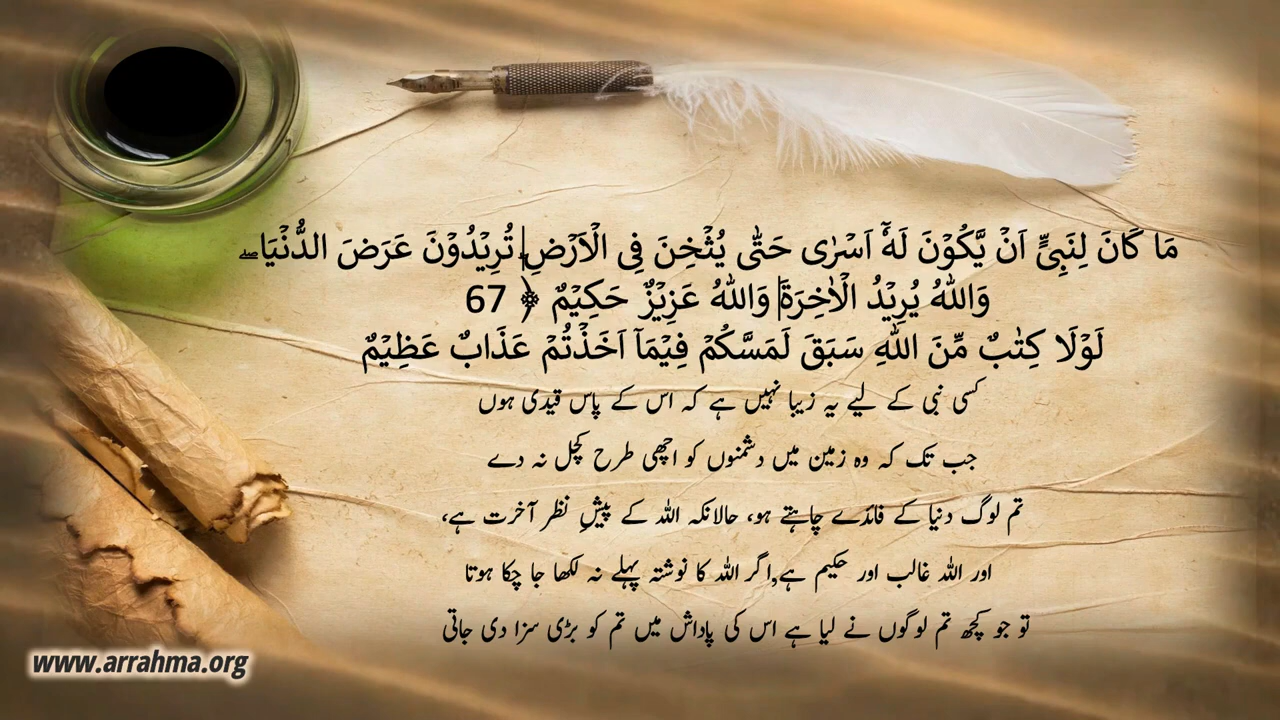 مَا كَانَ لِنَبِيٍّ اَنْ يَّكُوْنَ لَهٗۤ اَسْرٰى حَتّٰى يُثْخِنَ فِى الْاَرْضِؕ تُرِيْدُوْنَ عَرَضَ الدُّنْيَا ۖ
وَاللّٰهُ يُرِيْدُ الْاٰخِرَةَؕ وَاللّٰهُ عَزِيْزٌ حَكِيْمٌ ﴿ 67
لَوْلَا كِتٰبٌ مِّنَ اللّٰهِ سَبَقَ لَمَسَّكُمْ فِيْمَاۤ اَخَذْتُمْ عَذَابٌ عَظِيْمٌ
کسی نبی کے لیے یہ زیبا نہیں ہے کہ اس کے پاس قیدی ہوں
جب تک کہ وہ زمین میں دشمنوں کو اچھی طرح کچل نہ دے
تم لوگ دنیا کے فائدے چاہتے ہو، حالانکہ اللہ کے پیشِ نظر آخرت ہے،
اور اللہ غالب اور حکیم ہے,اگر اللہ کا نوشتہ پہلے نہ لکھا جا چکا ہوتا
تو جو کچھ تم لوگوں نے لیا ہے اس کی پاداش میں تم کو بڑی سزا دی جاتی
www.arrahma.org